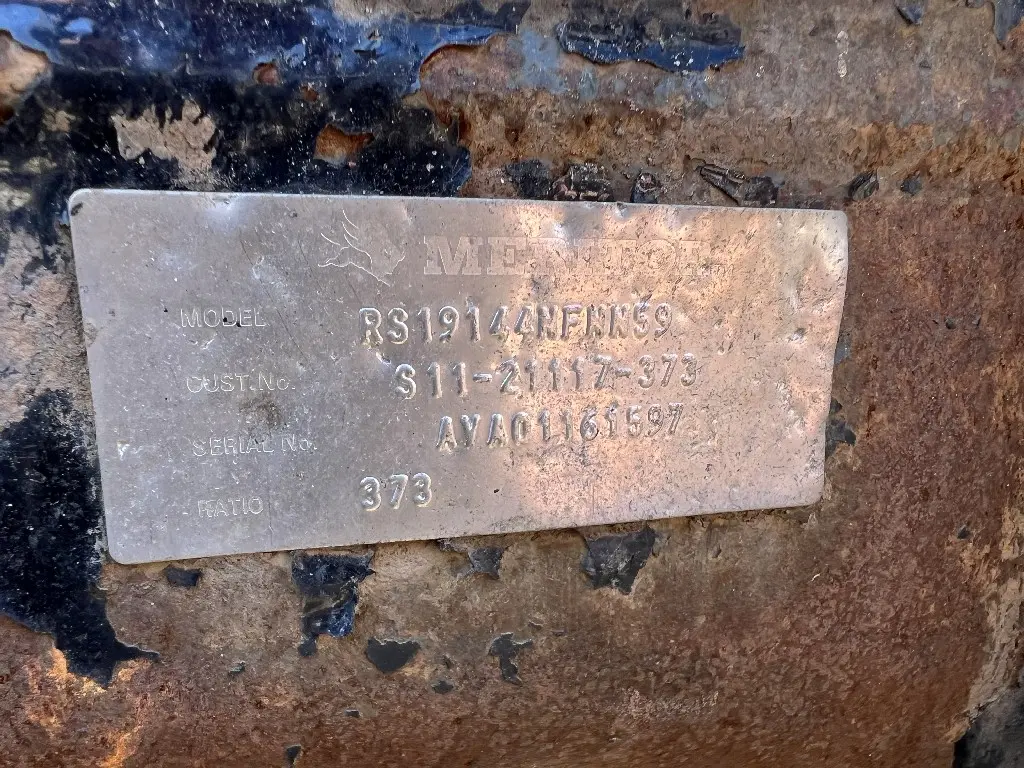 MERITOR
MODEL RS19144NFNN59
CUST. No. S11-21117-373
SERIAL No. AYA01161597
RATIO 373